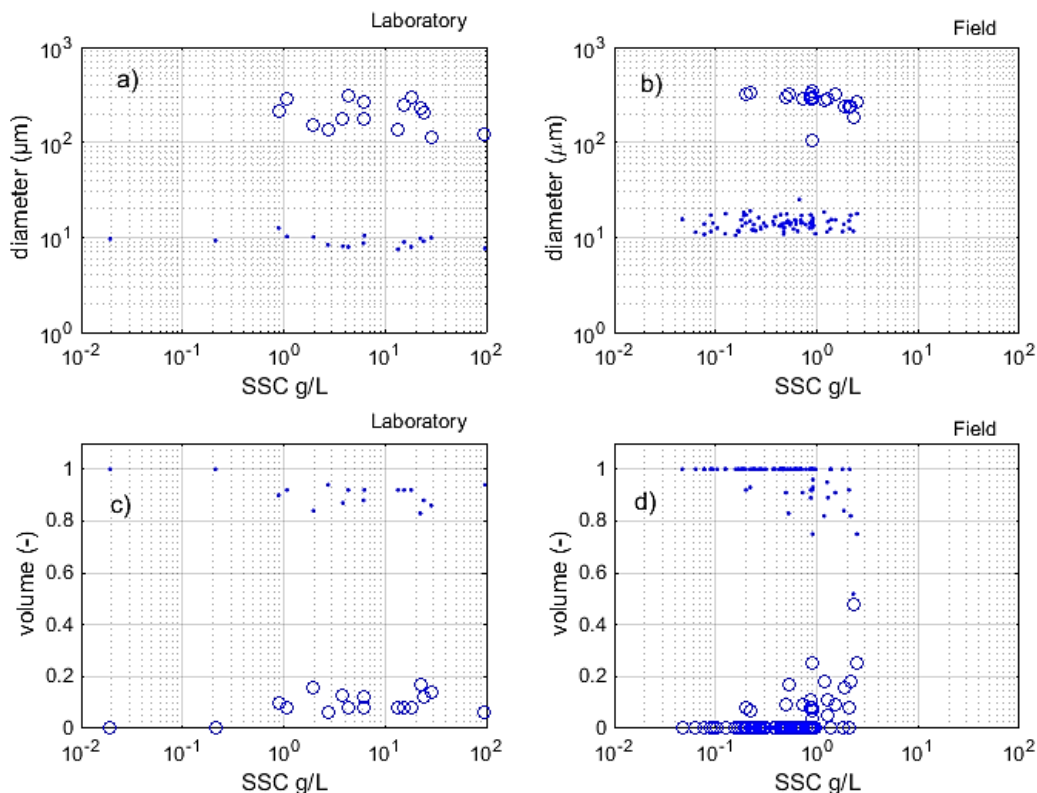 Laboratory
a)
diameter (µm)
10^3
10^2
10^1
10^0
10^-2 10^-1 10^0 10^1 10^2
SSC g/L
Field
b)
diameter (µm)
10^3
10^2
10^1
10^0
10^-2 10^-1 10^0 10^1 10^2
SSC g/L
Laboratory
c)
volume (-)
1
0.8
0.6
0.4
0.2
0
10^-2 10^-1 10^0 10^1 10^2
SSC g/L
Field
d)
volume (-)
1
0.8
0.6
0.4
0.2
0
10^-2 10^-1 10^0 10^1 10^2
SSC g/L